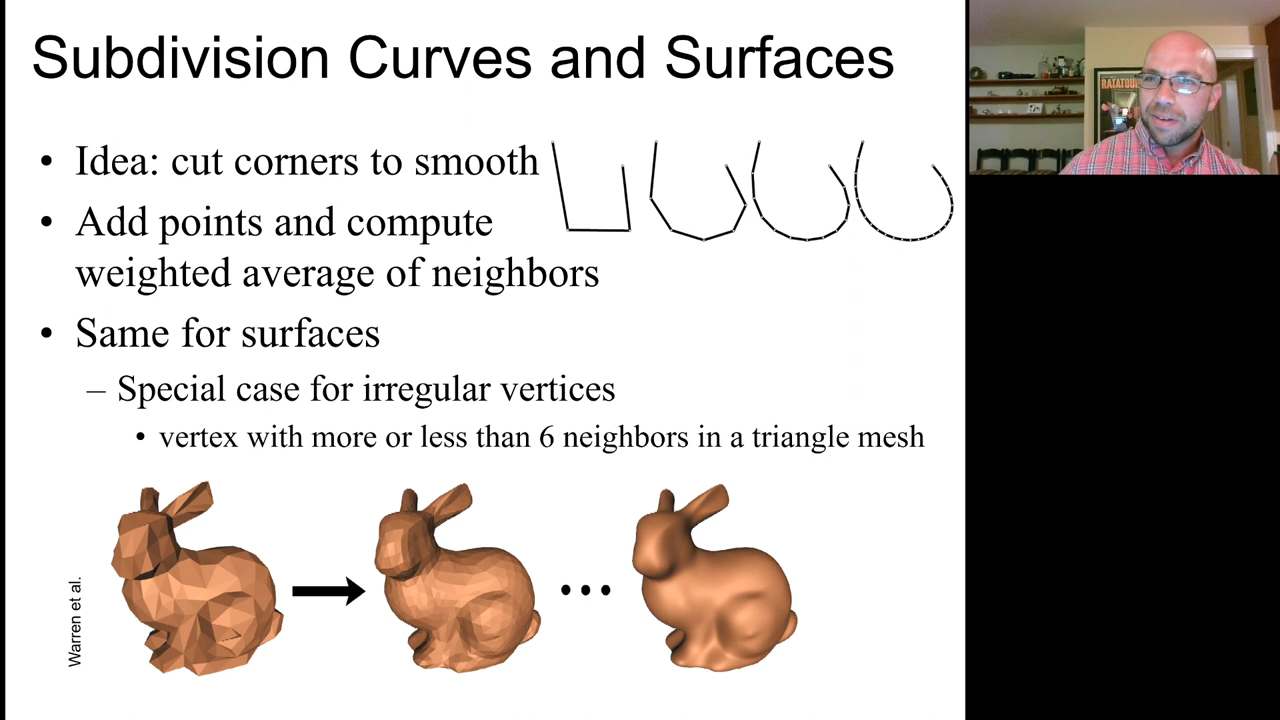 Subdivision Curves and Surfaces
• Idea: cut corners to smooth
• Add points and compute
weighted average of neighbors
• Same for surfaces
– Special case for irregular vertices
• vertex with more or less than 6 neighbors in a triangle mesh
Warren et al.
RATATOUI